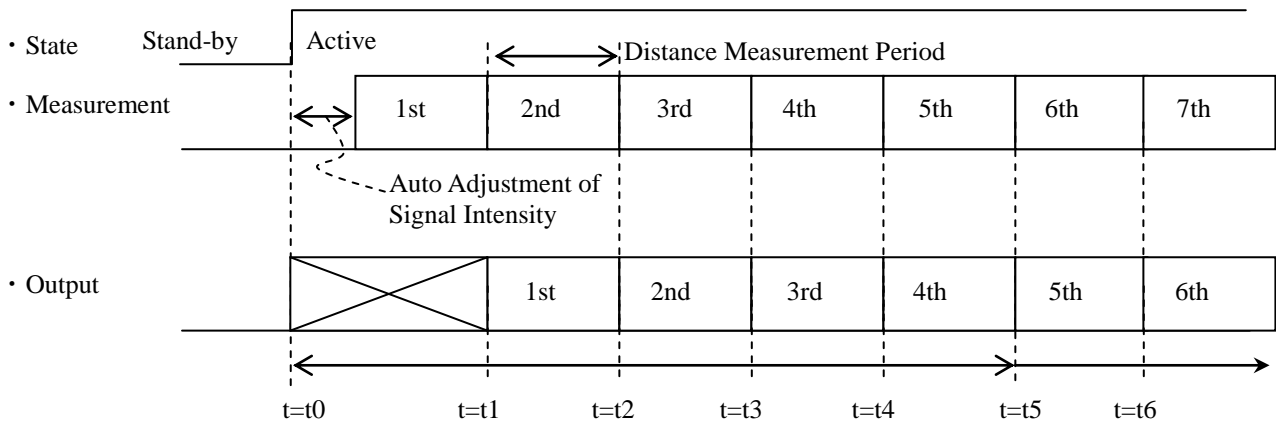 ・State Stand-by Active
Distance Measurement Period
・Measurement 1st 2nd 3rd 4th 5th 6th 7th
Auto Adjustment of
Signal Intensity
・Output 1st 2nd 3rd 4th 5th 6th
t=t0 t=t1 t=t2 t=t3 t=t4 t=t5 t=t6